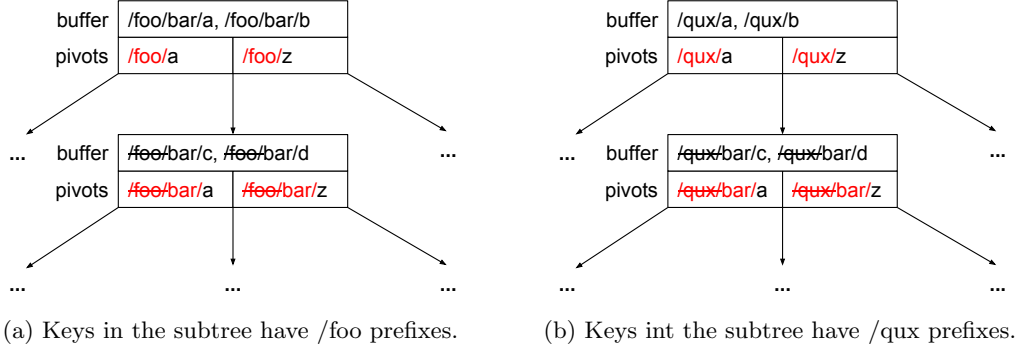 buffer /foo/bar/a, /foo/bar/b
pivots /foo/a /foo/z
... ...
buffer /foo/bar/c, /foo/bar/d
pivots /foo/bar/a /foo/bar/z
... ... ...
(a) Keys in the subtree have /foo prefixes.
buffer /qux/a, /qux/b
pivots /qux/a /qux/z
... ...
buffer /qux/bar/c, /qux/bar/d
pivots /qux/bar/a /qux/bar/z
... ... ...
(b) Keys int the subtree have /qux prefixes.